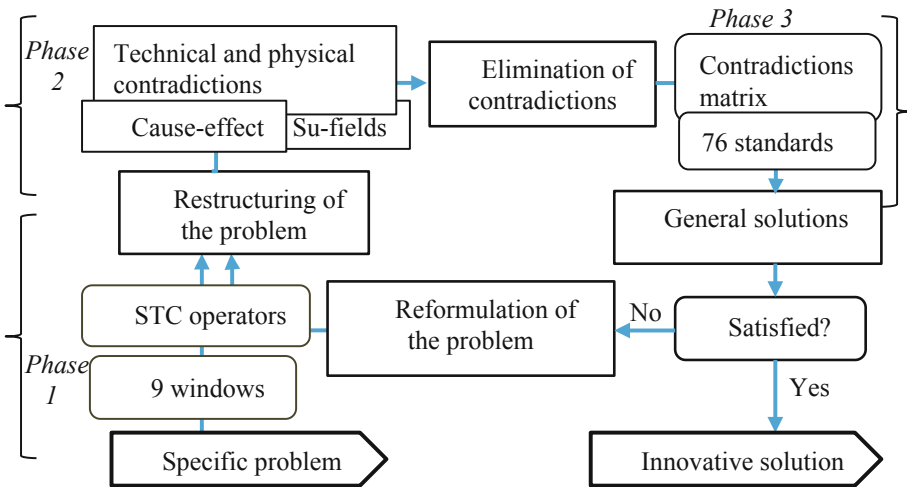 Phase 3
Phase
2
Technical and physical
contradictions
Cause-effect
Su-fields
Elimination of
contradictions
Contradictions
matrix
76 standards
Restructuring of
the problem
General solutions
STC operators
Reformulation of
the problem
No
Satisfied?
Phase
1
9 windows
Yes
Specific problem
Innovative solution